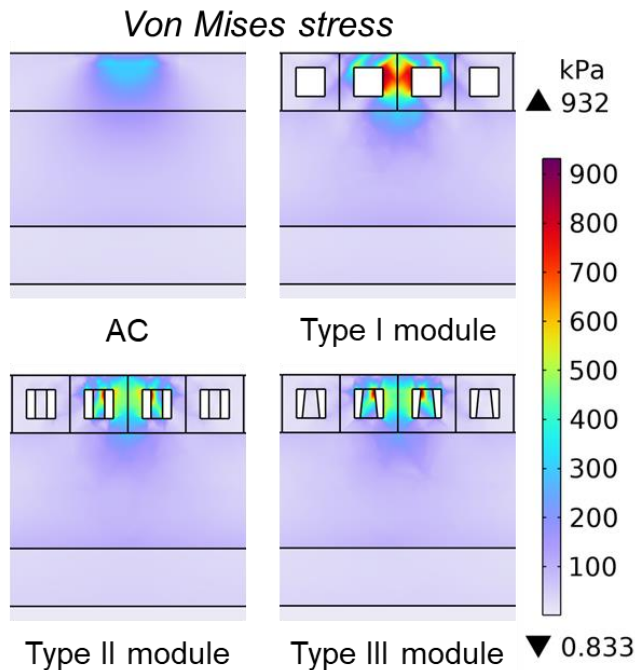 Von Mises stress
kPa
▲ 932
900
800
700
600
500
400
300
200
100
▼ 0.833
AC
Type I module
Type II module
Type III module